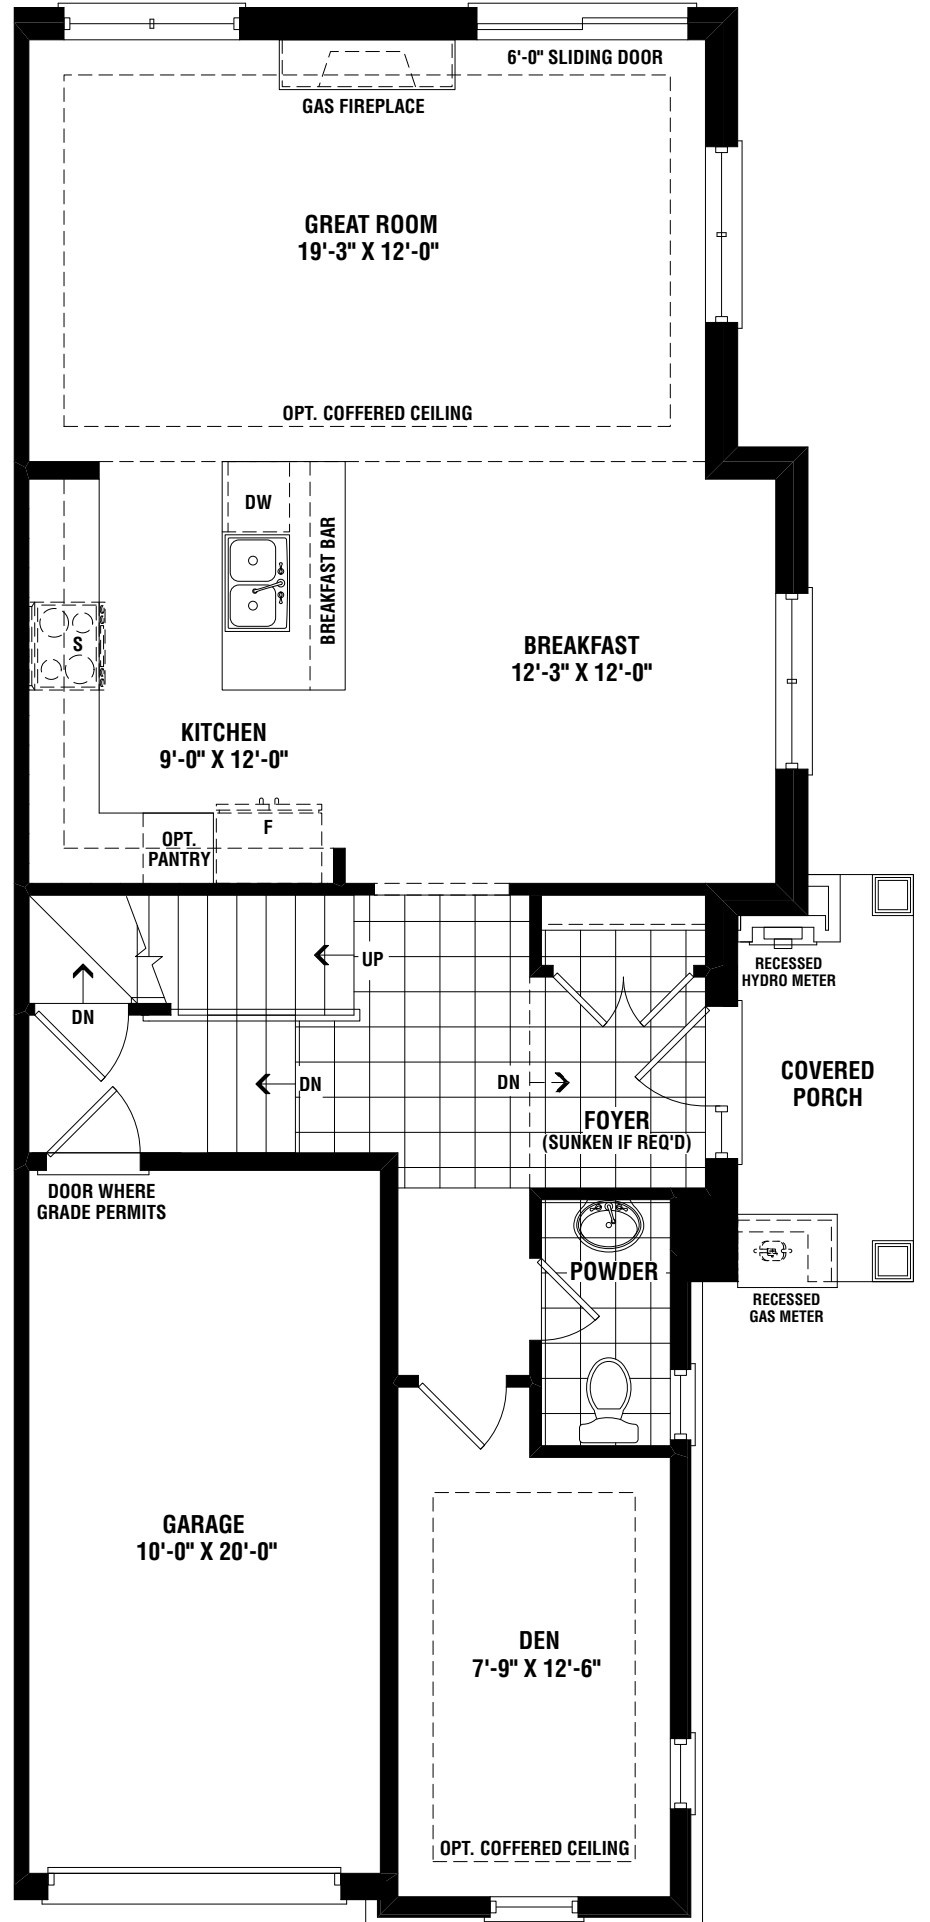 6'-0" SLIDING DOOR
GAS FIREPLACE
GREAT ROOM
19'-3" X 12'-0"
OPT. COFFERED CEILING
DW
BREAKFAST BAR
S
BREAKFAST
12'-3" X 12'-0"
KITCHEN
9'-0" X 12'-0"
F
OPT.
PANTRY
UP
RECESSED
HYDRO METER
DN
DN
DN
COVERED
PORCH
FOYER
(SUNKEN IF REQ'D)
DOOR WHERE
GRADE PERMITS
POWDER
RECESSED
GAS METER
GARAGE
10'-0" X 20'-0"
DEN
7'-9" X 12'-6"
OPT. COFFERED CEILING